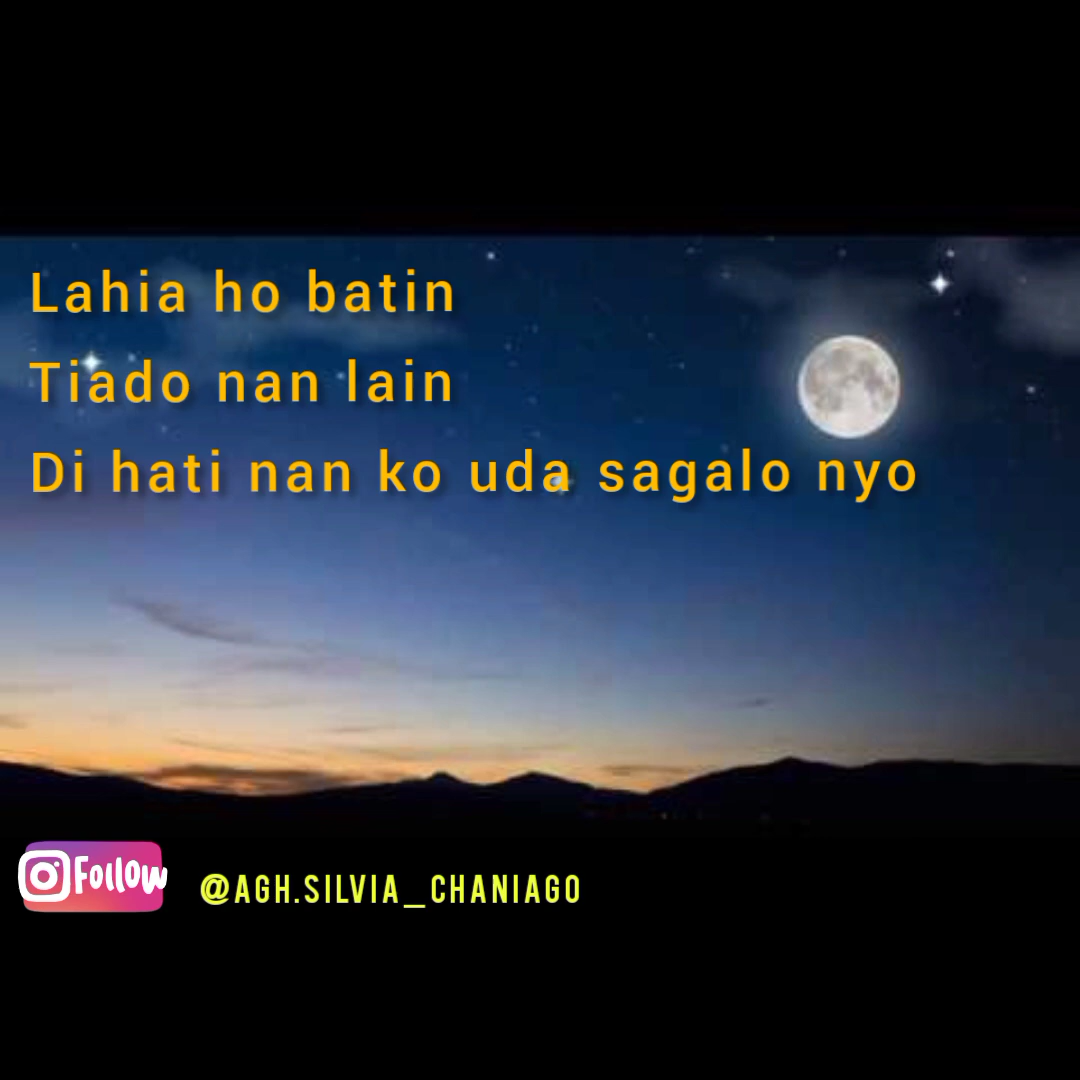 Lahia ho batin
Tiado nan lain
Di hati nan ko uda sagalo nyo
Follow
@AGH.SILVIA_CHANIAGO